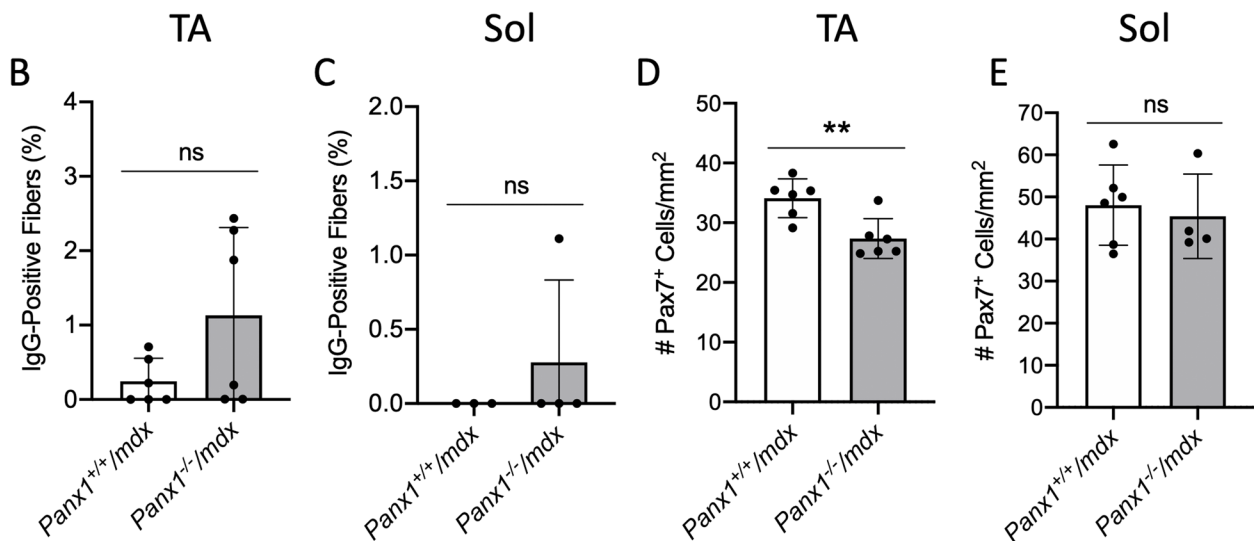 TA
Sol
TA
Sol
B
IgG-Positive Fibers (%)
4
3
2
1
0
ns
Panx1+/+/mdx
Panx1-/-/mdx
C
IgG-Positive Fibers (%)
2.0
1.5
1.0
0.5
0.0
ns
Panx1+/+/mdx
Panx1-/-/mdx
D
# Pax7+ Cells/mm2
50
40
30
20
10
0
**
Panx1+/+/mdx
Panx1-/-/mdx
E
# Pax7+ Cells/mm2
70
60
50
40
30
20
10
0
ns
Panx1+/+/mdx
Panx1-/-/mdx